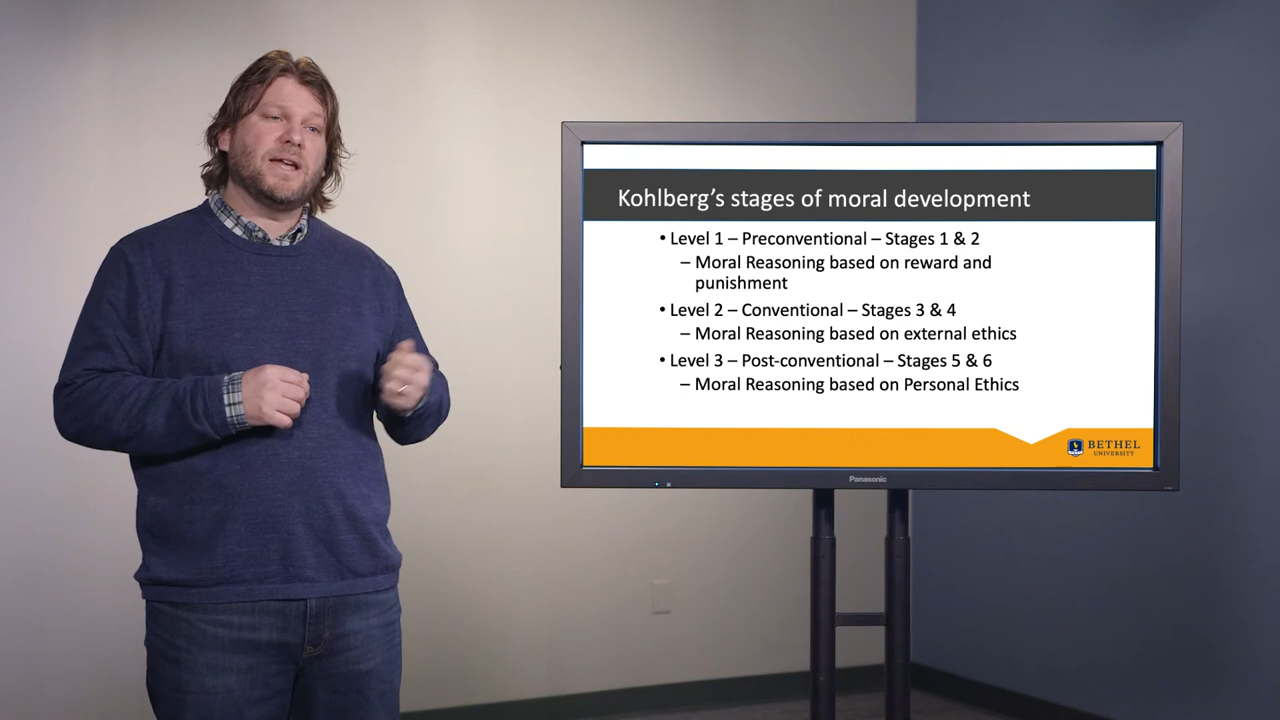 Kohlberg’s stages of moral development
• Level 1 – Preconventional – Stages 1 & 2
– Moral Reasoning based on reward and
punishment
• Level 2 – Conventional – Stages 3 & 4
– Moral Reasoning based on external ethics
• Level 3 – Post-conventional – Stages 5 & 6
– Moral Reasoning based on Personal Ethics
BETHEL
UNIVERSITY
Panasonic